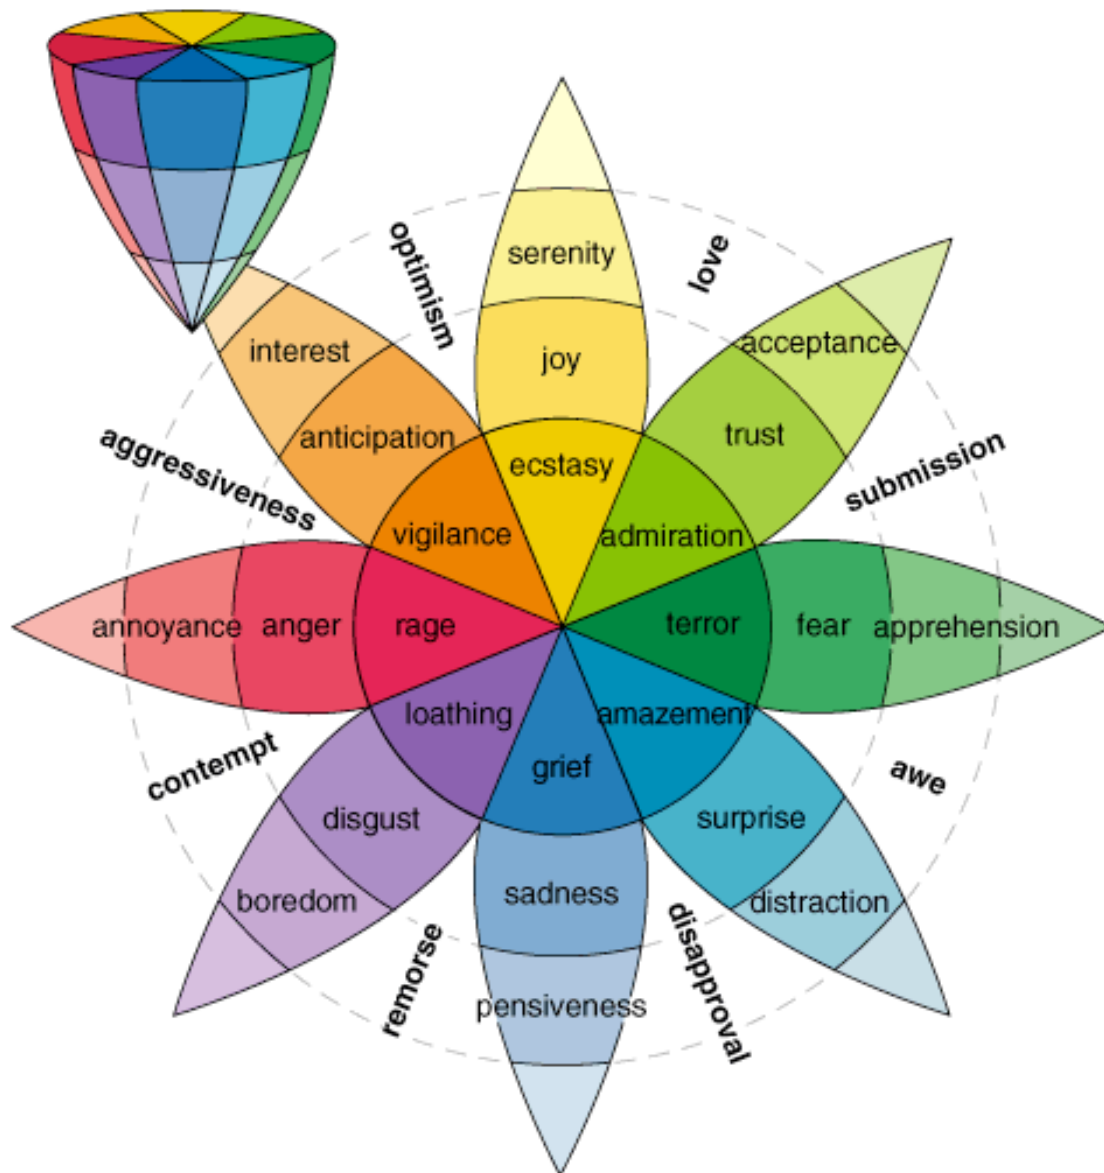 optimism
love
serenity
interest
acceptance
joy
anticipation
trust
aggressiveness
ecstasy
submission
vigilance
admiration
annoyance
anger
rage
terror
fear
apprehension
loathing
amazement
contempt
grief
awe
disgust
surprise
boredom
sadness
distraction
remorse
disapproval
pensiveness